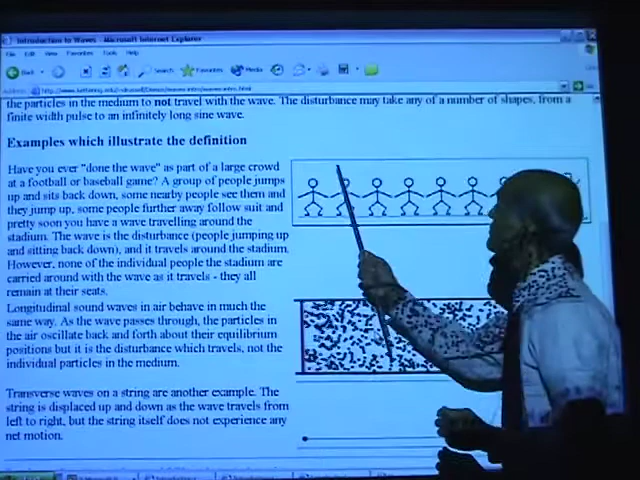 Introduction to Waves - Microsoft Internet Explorer
File Edit View Favorites Tools Help
Back Search Favorites Media
the particles in the medium to not travel with the wave. The disturbance may take any of a number of shapes, from a
finite width pulse to an infinitely long sine wave.
Examples which illustrate the definition
Have you ever "done the wave" as part of a large crowd
at a football or baseball game? A group of people jumps
up and sits back down, some nearby people see them and
they jump up, some people further away follow suit and
pretty soon you have a wave travelling around the
stadium. The wave is the disturbance (people jumping up
and sitting back down), and it travels around the stadium.
However, none of the individual people the stadium are
carried around with the wave as it travels - they all
remain at their seats.
Longitudinal sound waves in air behave in much the
same way. As the wave passes through, the particles in
the air oscillate back and forth about their equilibrium
positions but it is the disturbance which travels, not the
individual particles in the medium.
Transverse waves on a string are another example. The
string is displaced up and down as the wave travels from
left to right, but the string itself does not experience any
net motion.